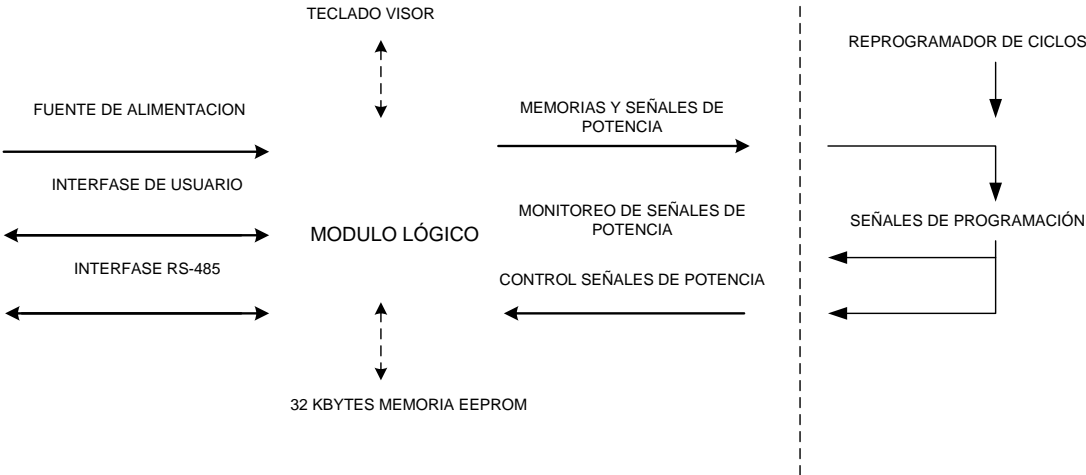 TECLADO VISOR
REPROGRAMADOR DE CICLOS
FUENTE DE ALIMENTACION
MEMORIAS Y SEÑALES DE
POTENCIA
INTERFASE DE USUARIO
MONITOREO DE SEÑALES DE
POTENCIA
SEÑALES DE PROGRAMACIÓN
MODULO LÓGICO
INTERFASE RS-485
CONTROL SEÑALES DE POTENCIA
32 KBYTES MEMORIA EEPROM